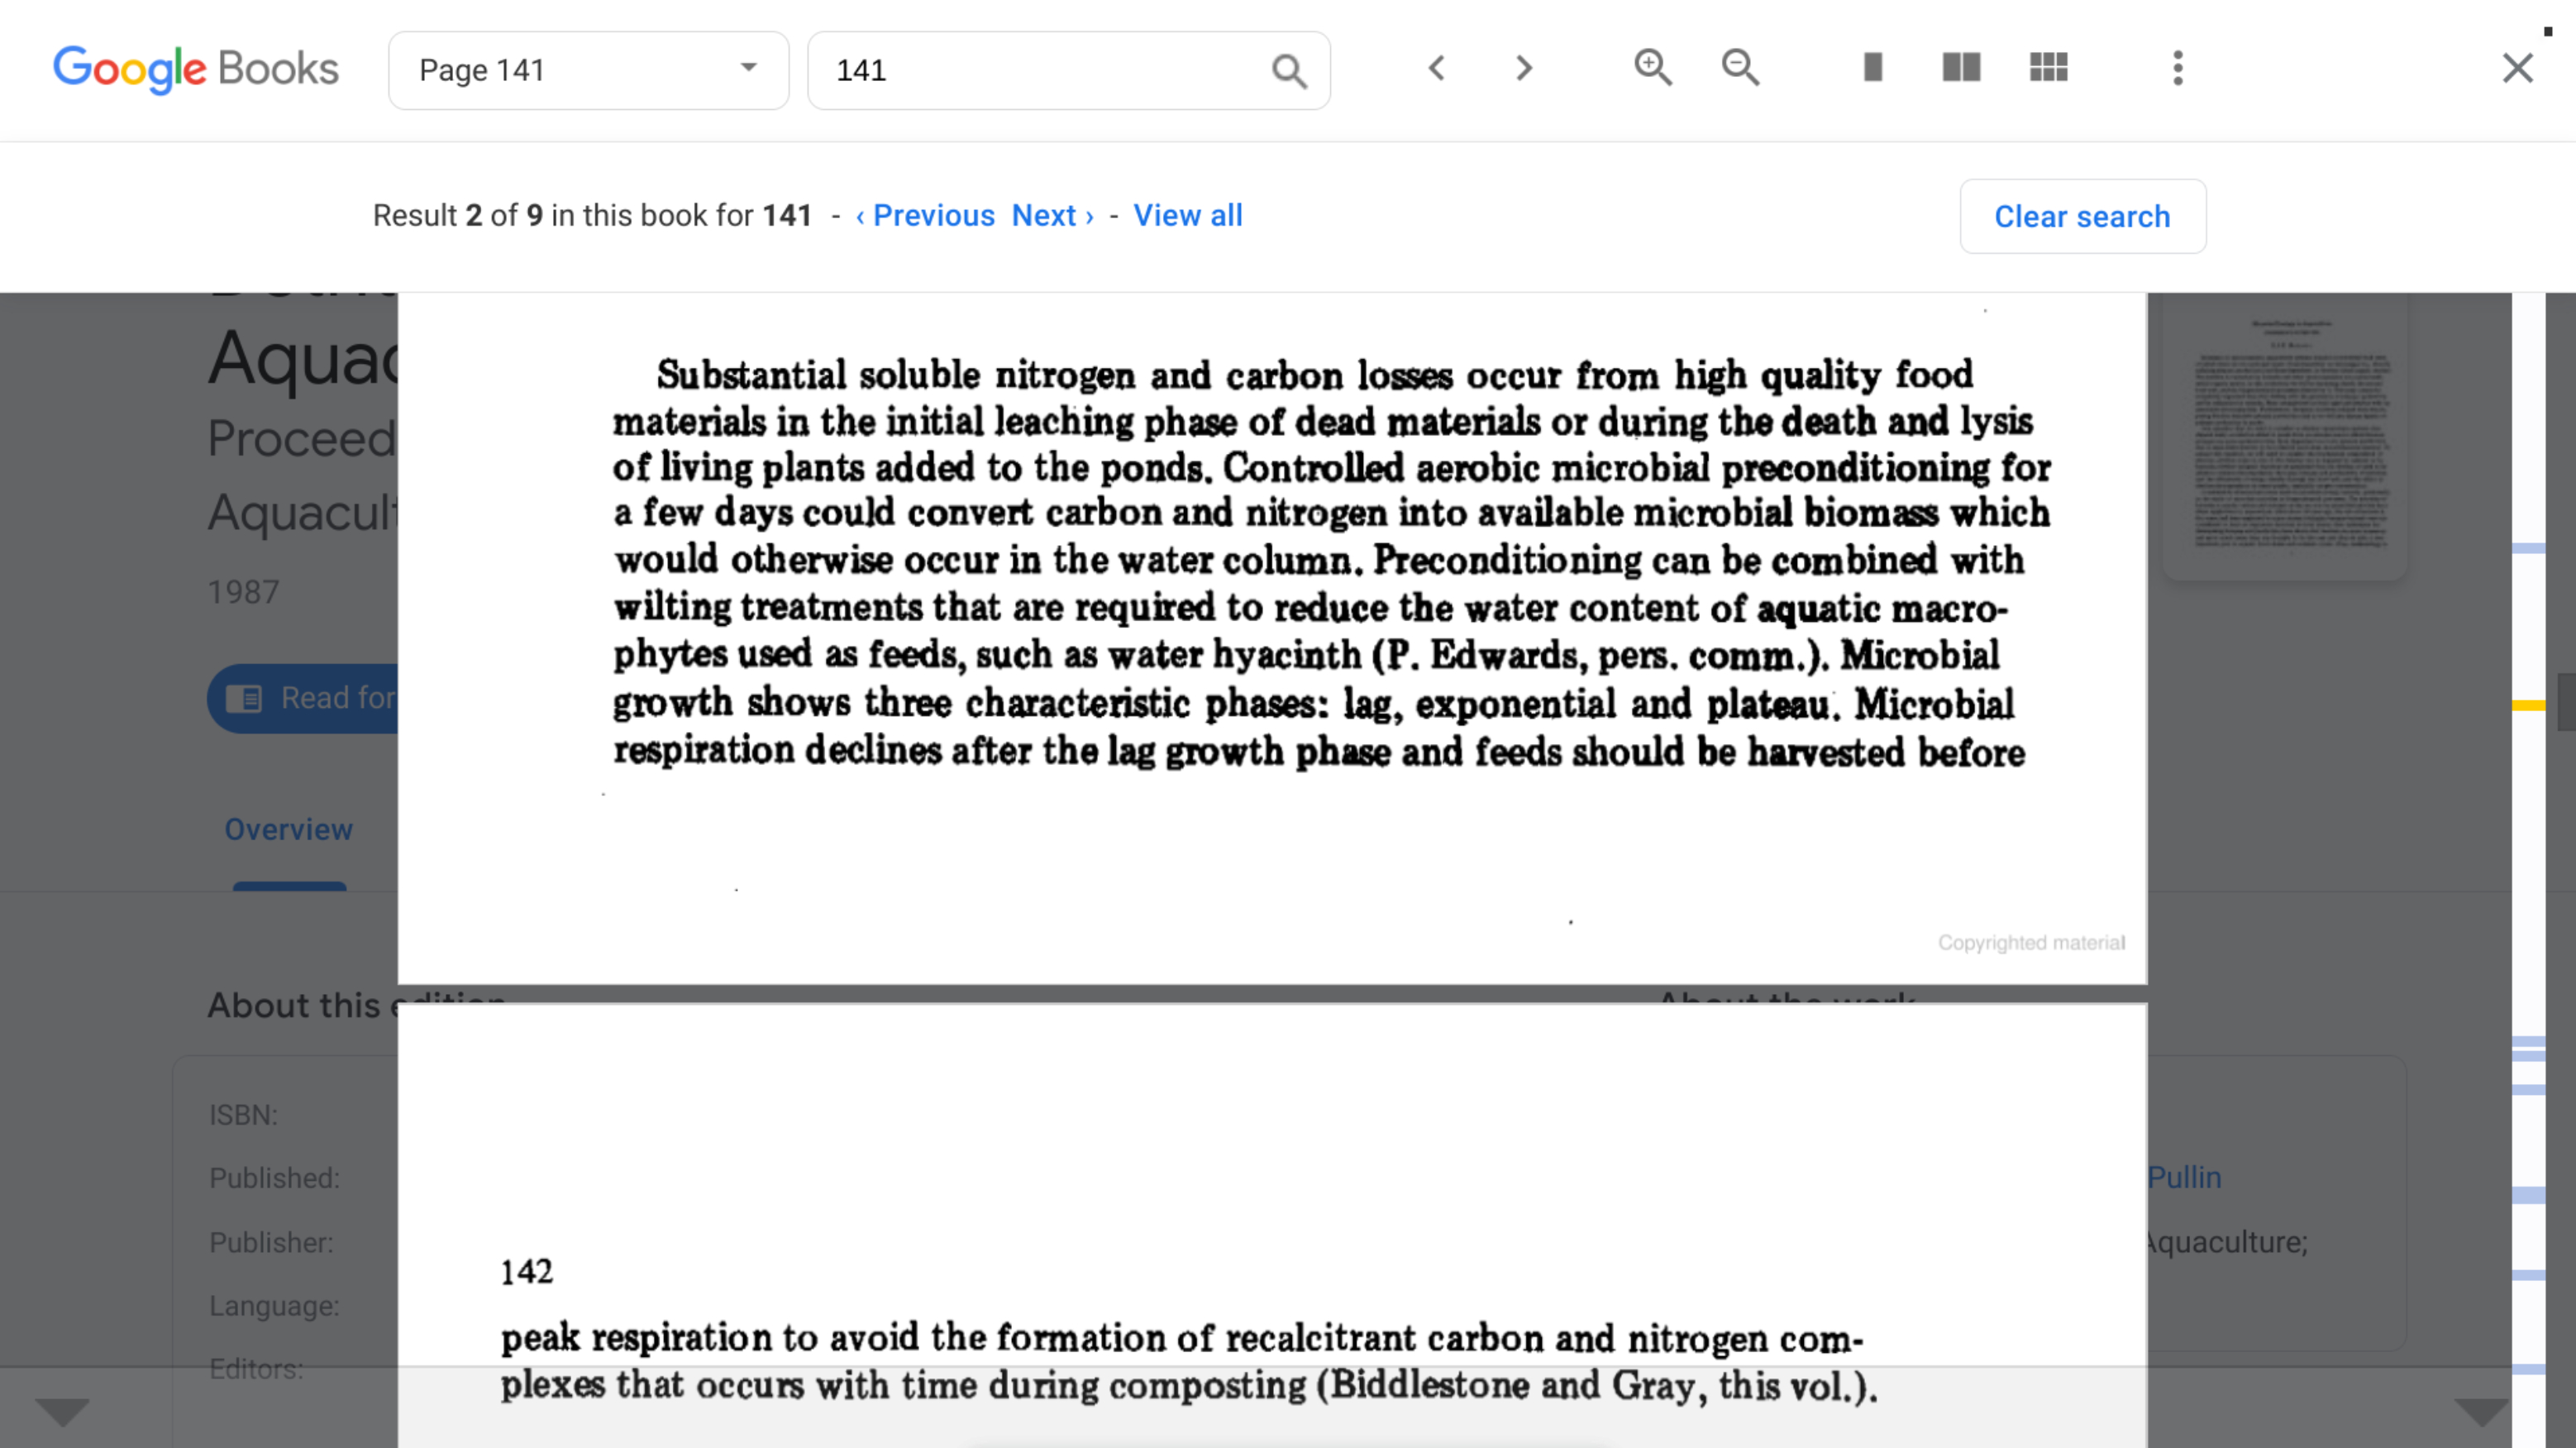 Google Books
Page 141
141
Result 2 of 9 in this book for 141 - ‹ Previous Next › - View all
Clear search
Aquac
Proceed
Aquacult
1987
Read for
Overview
Substantial soluble nitrogen and carbon losses occur from high quality food
materials in the initial leaching phase of dead materials or during the death and lysis
of living plants added to the ponds. Controlled aerobic microbial preconditioning for
a few days could convert carbon and nitrogen into available microbial biomass which
would otherwise occur in the water column. Preconditioning can be combined with
wilting treatments that are required to reduce the water content of aquatic macro-
phytes used as feeds, such as water hyacinth (P. Edwards, pers. comm.). Microbial
growth shows three characteristic phases: lag, exponential and plateau. Microbial
respiration declines after the lag growth phase and feeds should be harvested before
Copyrighted material
About this edition
About the work
ISBN:
Published:
Publisher:
Language:
Editors:
Pullin
Aquaculture;
142
peak respiration to avoid the formation of recalcitrant carbon and nitrogen com-
plexes that occurs with time during composting (Biddlestone and Gray, this vol.).